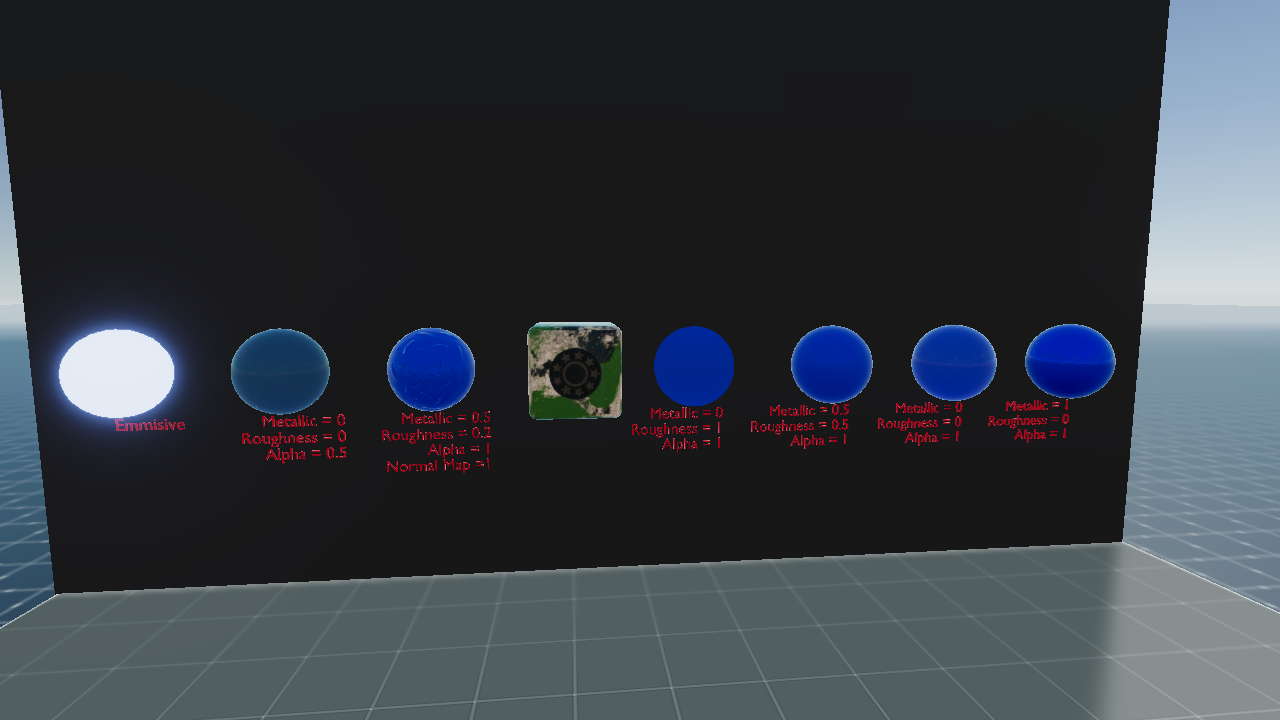 Emmisive
Metallic = 0
Roughness = 0
Alpha = 0.5
Metallic = 0.5
Roughness = 0.2
Alpha = 1
Normal Map =1
Metallic = 0
Roughness = 1
Alpha = 1
Metallic = 0.5
Roughness = 0.5
Alpha = 1
Metallic = 0
Roughness = 0
Alpha = 1
Metallic = 1
Roughness = 0
Alpha = 1